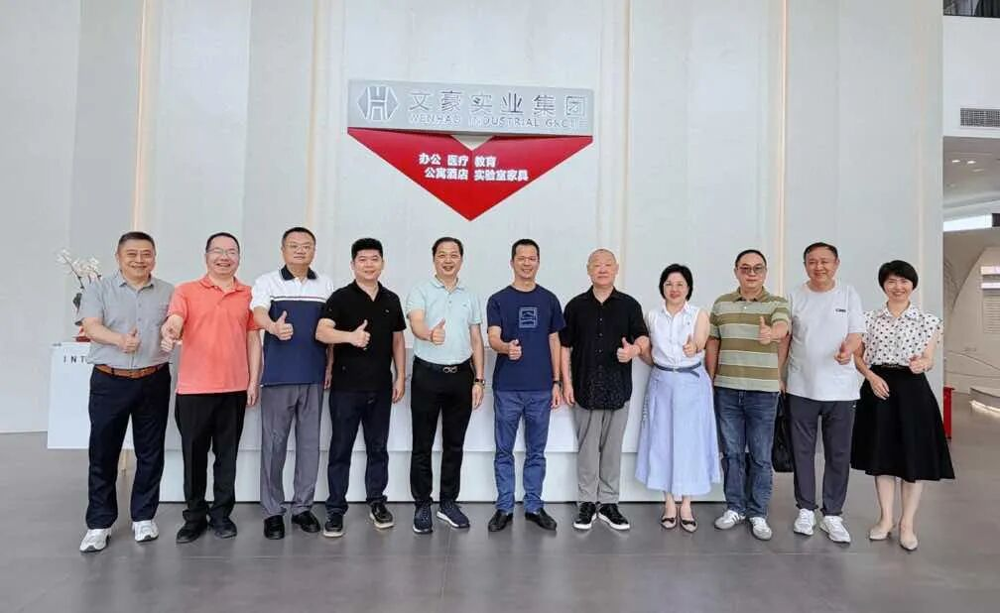 文豪实业集团
WENHAO INDUSTRIAL GROUP
办公 医疗 教育
公寓酒店 实验室家具
INT